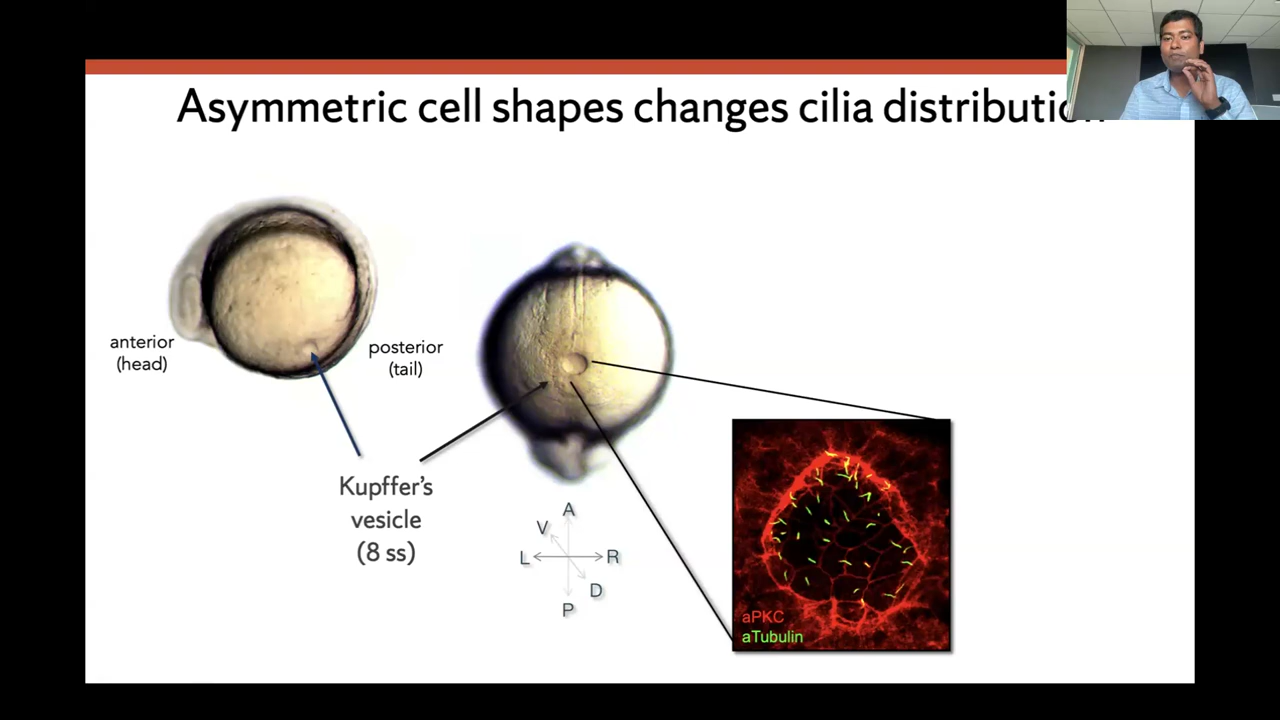 Asymmetric cell shapes changes cilia distribution
anterior
(head)
posterior
(tail)
Kupffer's
vesicle
(8 ss)
A
V
L
R
D
P
aPKC
aTubulin